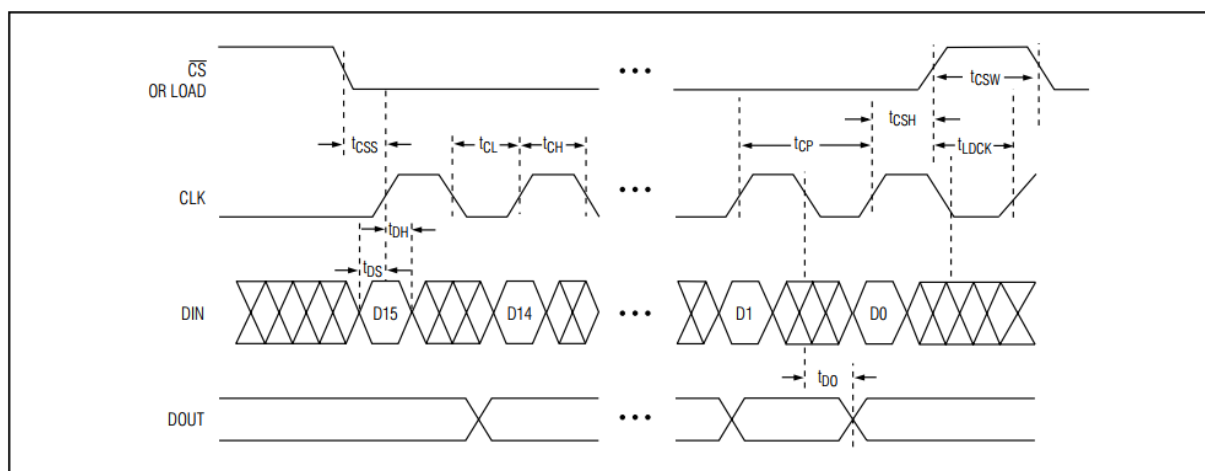 C̅S̅
OR LOAD
•••
tCSW
tCSH
tCSS
tCL
tCH
tCP
tLDCK
CLK
•••
tDH
tDS
DIN
D15
D14
•••
D1
D0
tDO
DOUT
•••